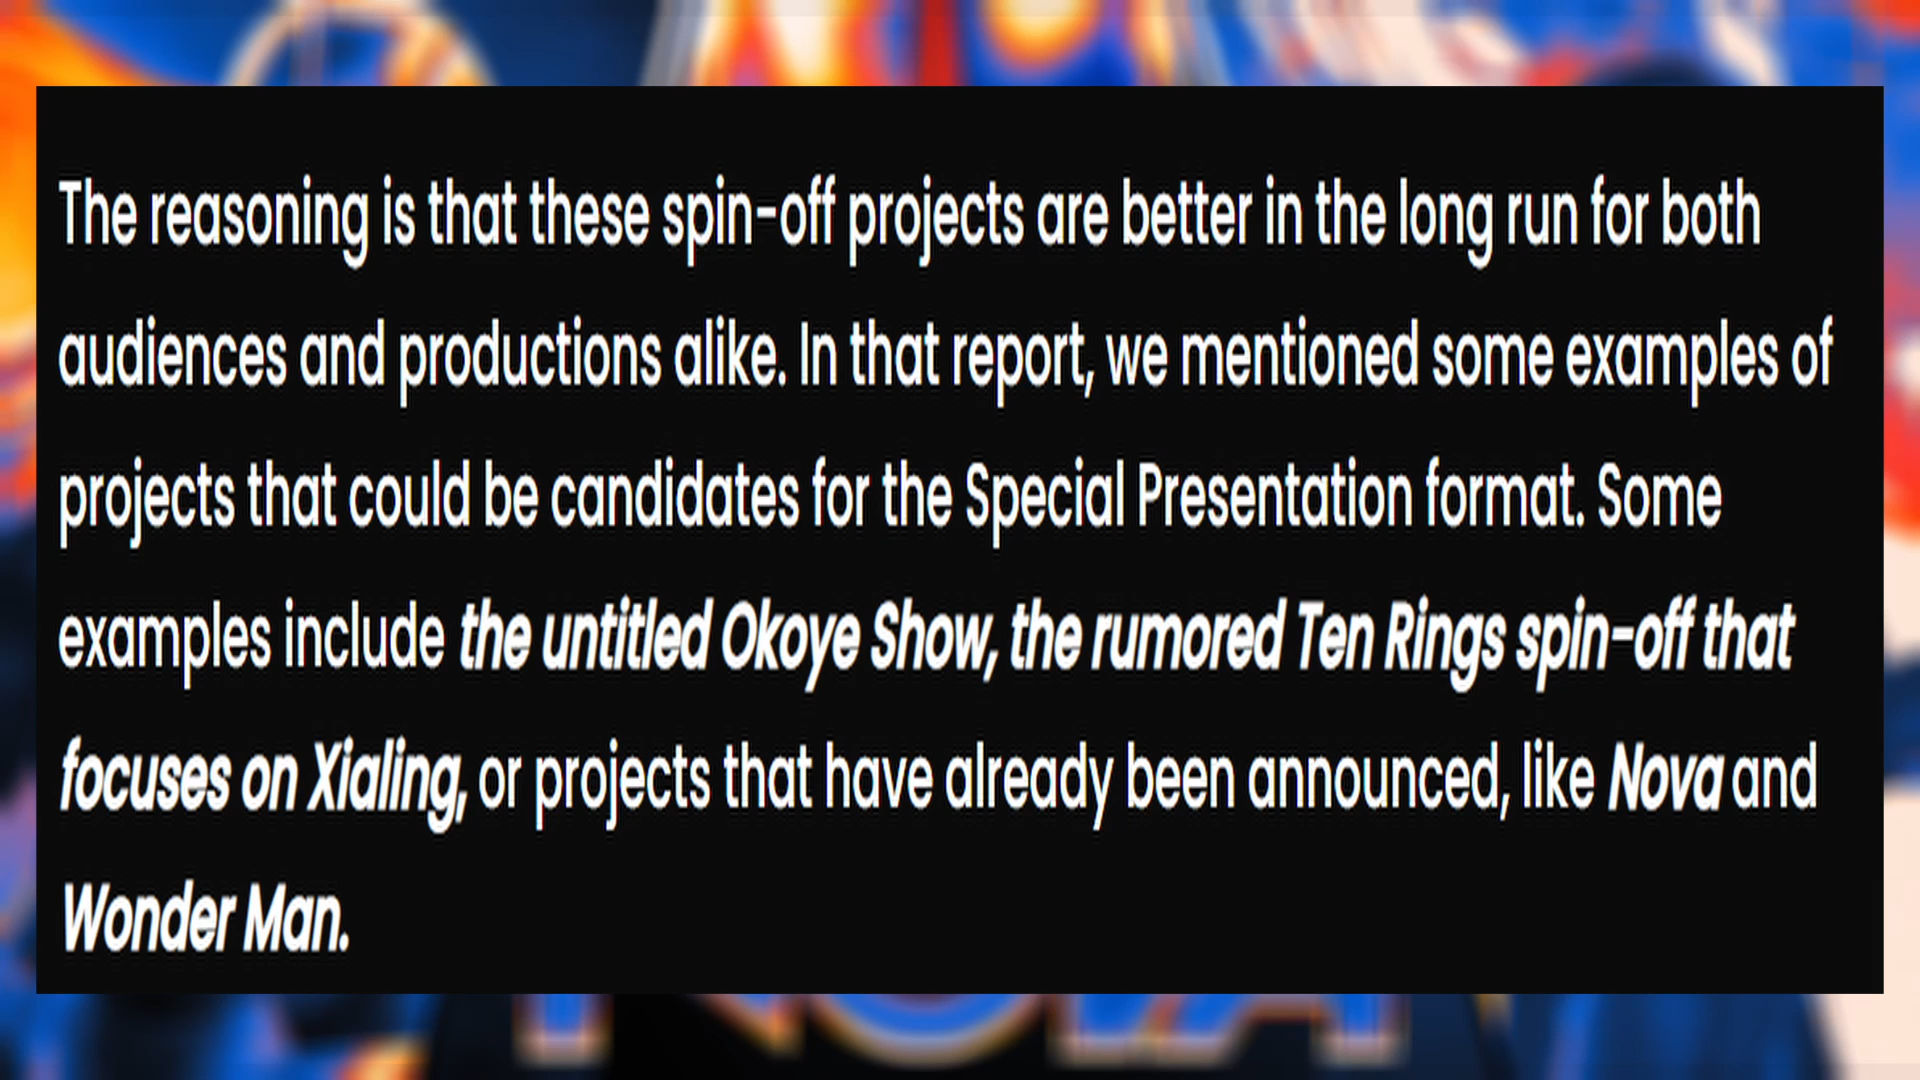 The reasoning is that these spin-off projects are better in the long run for both
audiences and productions alike. In that report, we mentioned some examples of
projects that could be candidates for the Special Presentation format. Some
examples include the untitled Okoye Show, the rumored Ten Rings spin-off that
focuses on Xialing, or projects that have already been announced, like Nova and
Wonder Man.